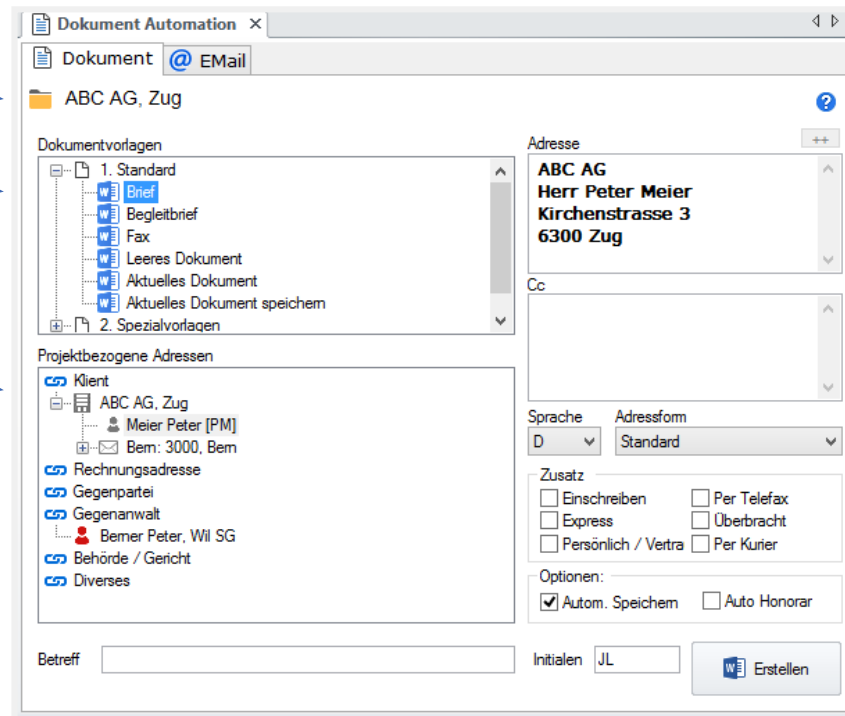 Dokument Automation
Dokument
EMail
ABC AG, Zug
Dokumentvorlagen
1. Standard
Brief
Begleitbrief
Fax
Leeres Dokument
Aktuelles Dokument
Aktuelles Dokument speichern
2. Spezialvorlagen
Projektbezogene Adressen
Klient
ABC AG, Zug
Meier Peter [PM]
Bern: 3000, Bern
Rechnungsadresse
Gegenpartei
Gegenanwalt
Berner Peter, Wil SG
Behörde / Gericht
Diverses
Betreff
Adresse
++
ABC AG
Herr Peter Meier
Kirchenstrasse 3
6300 Zug
Cc
Sprache Adressform
D Standard
Zusatz
Einschreiben Per Telefax
Express Überbracht
Persönlich / Vertra Per Kurier
Optionen:
Autom. Speichern Auto Honorar
Initialen JL
Erstellen